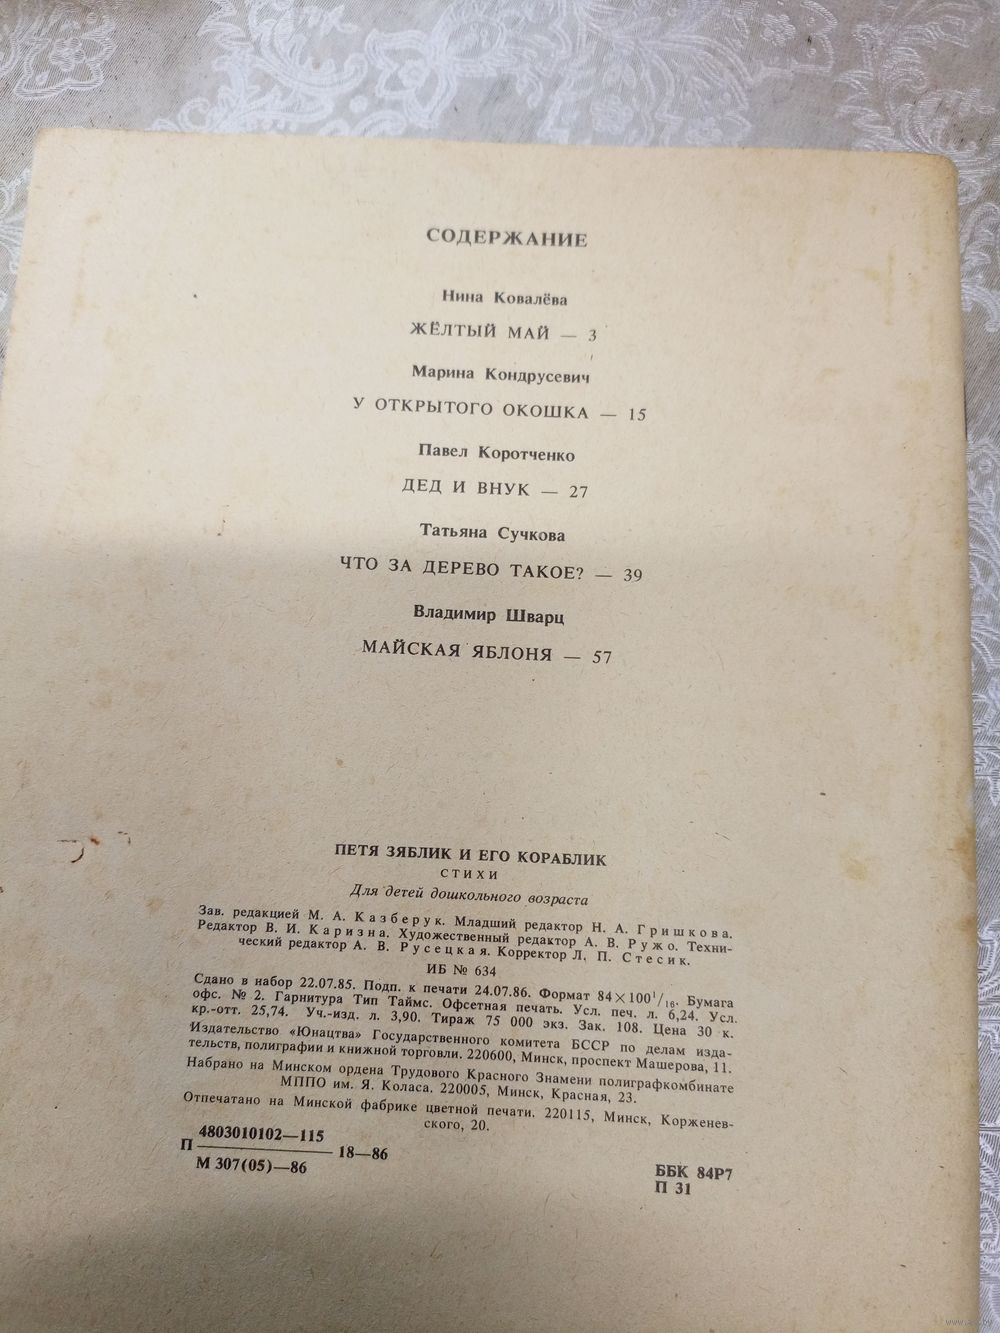 СОДЕРЖАНИЕ
Нина Ковалёва
ЖЁЛТЫЙ МАЙ — 3
Марина Кондрусевич
У ОТКРЫТОГО ОКОШКА — 15
Павел Коротченко
ДЕД И ВНУК — 27
Татьяна Сучкова
ЧТО ЗА ДЕРЕВО ТАКОЕ? — 39
Владимир Шварц
МАЙСКАЯ ЯБЛОНЯ — 57
ПЕТЯ ЗЯБЛИК И ЕГО КОРАБЛИК
СТИХИ
Для детей дошкольного возраста
Зав. редакцией М. А. Казберук. Младший редактор Н. А. Гришкова.
Редактор В. И. Каризна. Художественный редактор А. В. Ружо. Техни-
ческий редактор А. В. Русецкая. Корректор Л. П. Стесик.
ИБ № 634
Сдано в набор 22.07.85. Подп. к печати 24.07.86. Формат 84×100¹/₁₆. Бумага
офс. № 2. Гарнитура Тип Таймс. Офсетная печать. Усл. печ. л. 6,24. Усл.
кр.-отт. 25,74. Уч.-изд. л. 3,90. Тираж 75 000 экз. Зак. 108. Цена 30 к.
Издательство «Юнацтва» Государственного комитета БССР по делам изда-
тельств, полиграфии и книжной торговли. 220600, Минск, проспект Машерова, 11.
Набрано на Минском ордена Трудового Красного Знамени полиграфкомбинате
МППО им. Я. Коласа. 220005, Минск, Красная, 23.
Отпечатано на Минской фабрике цветной печати. 220115, Минск, Корженев-
ского, 20.
4803010102—115
П 18—86
М 307(05)—86
ББК 84Р7
П 31